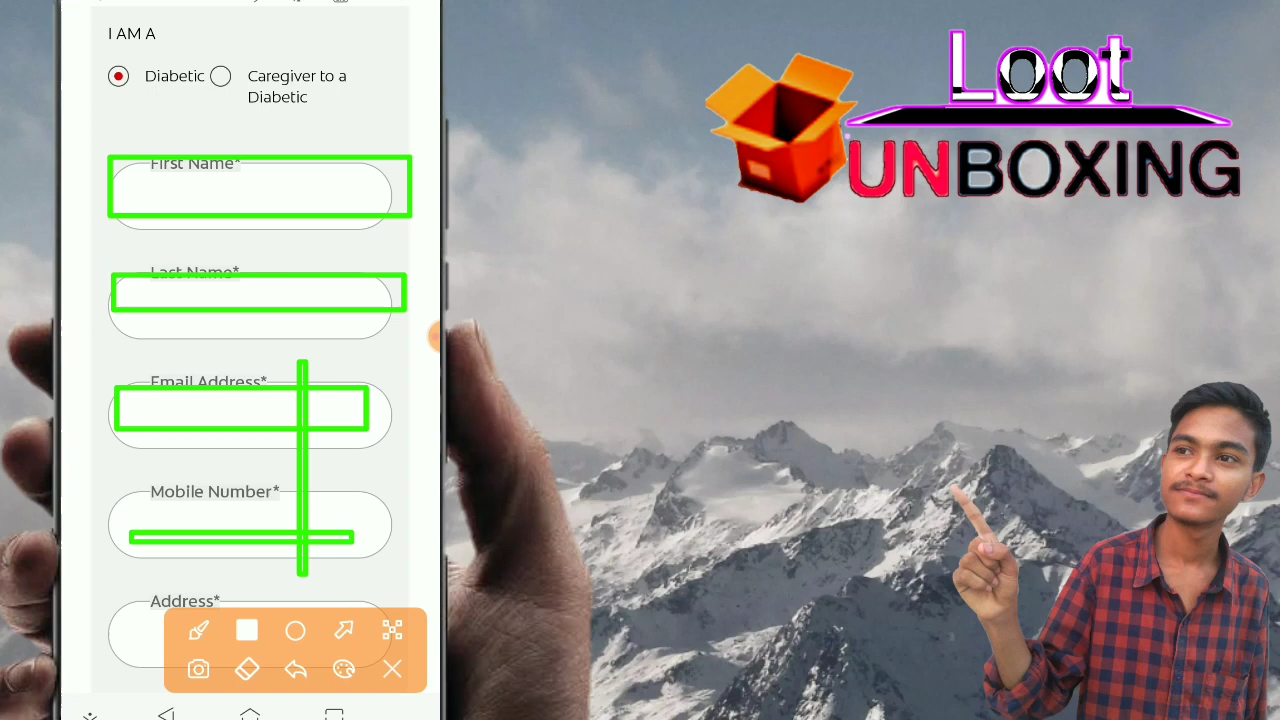 I AM A
Diabetic
Caregiver to a
Diabetic
First Name*
Last Name*
Email Address*
Mobile Number*
Address*
Loot
UNBOXING